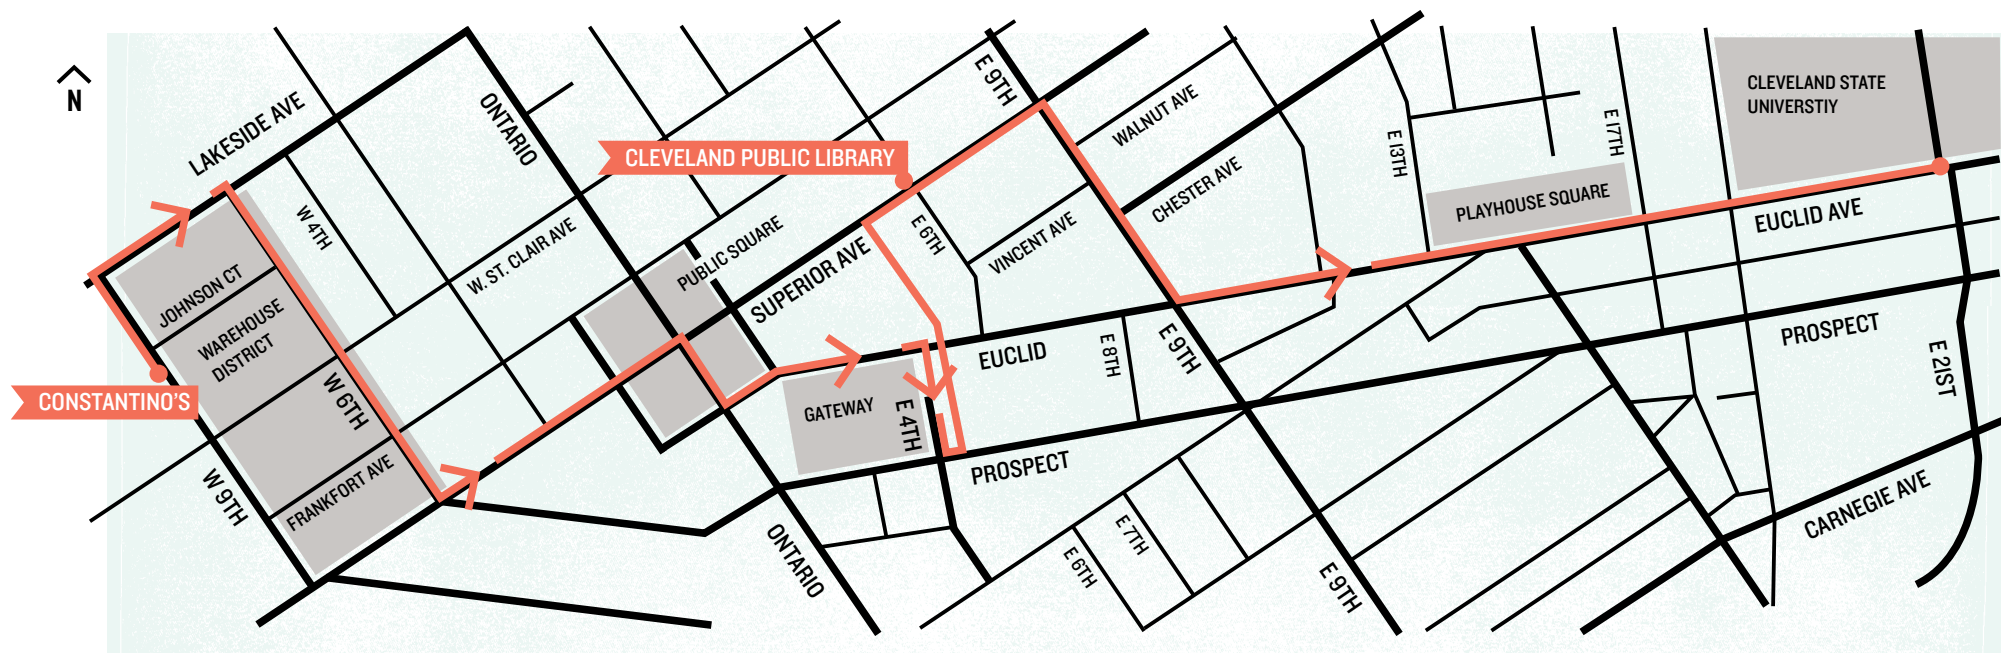 N
LAKESIDE AVE
W 4TH
ONTARIO
W. ST. CLAIR AVE
CLEVELAND PUBLIC LIBRARY
PUBLIC SQUARE
SUPERIOR AVE
E 6TH
VINCENT AVE
E 9TH
WALNUT AVE
CHESTER AVE
E 13TH
PLAYHOUSE SQUARE
E 17TH
CLEVELAND STATE
UNIVERSTIY
EUCLID AVE
JOHNSON CT
WAREHOUSE
DISTRICT
CONSTANTINO'S
W 6TH
FRANKFORT AVE
W 9TH
GATEWAY
E 4TH
EUCLID
E 8TH
E 9TH
PROSPECT
PROSPECT
E 21ST
CARNEGIE AVE
ONTARIO
E 6TH
E 7TH
E 9TH